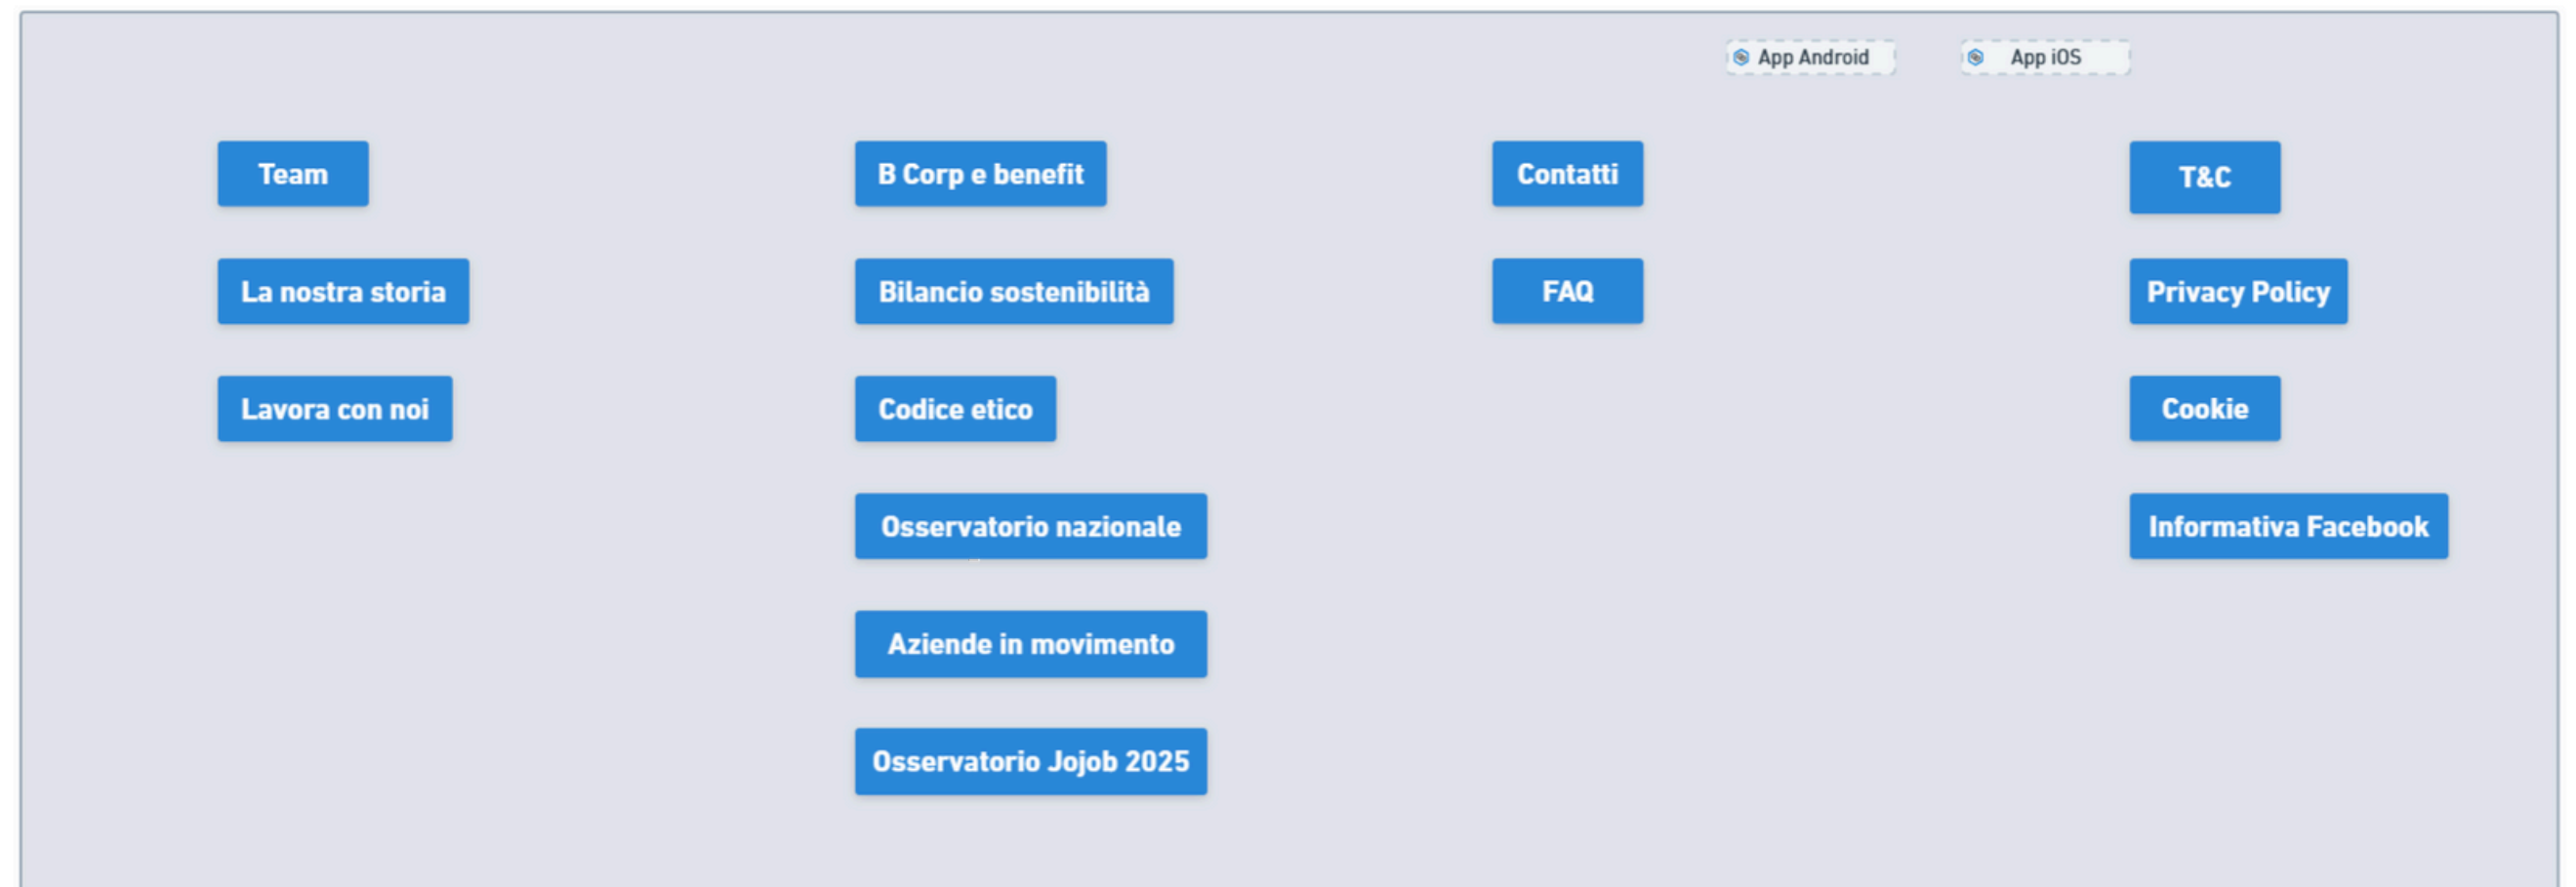 App Android
App iOS
Team
La nostra storia
Lavora con noi
B Corp e benefit
Bilancio sostenibilità
Codice etico
Osservatorio nazionale
Aziende in movimento
Osservatorio Jojob 2025
Contatti
FAQ
T&C
Privacy Policy
Cookie
Informativa Facebook